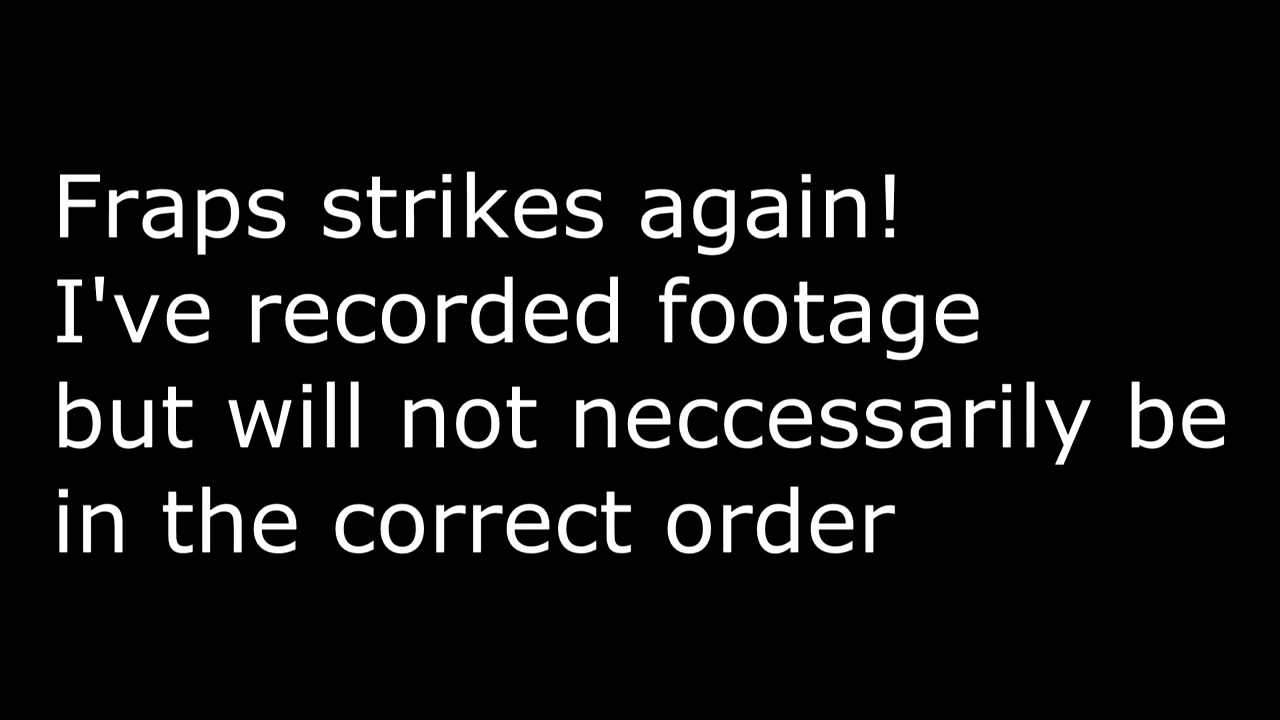 Fraps strikes again!
I've recorded footage
but will not neccessarily be
in the correct order